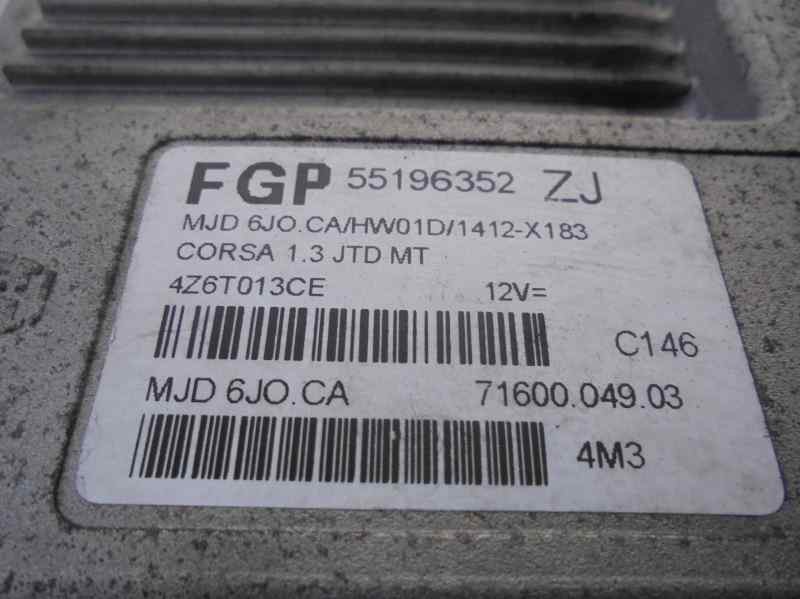 FGP 55196352 ZJ
MJD 6JO.CA/HW01D/1412-X183
CORSA 1.3 JTD MT
4Z6T013CE 12V=
C146
MJD 6JO.CA 71600.049.03
4M3